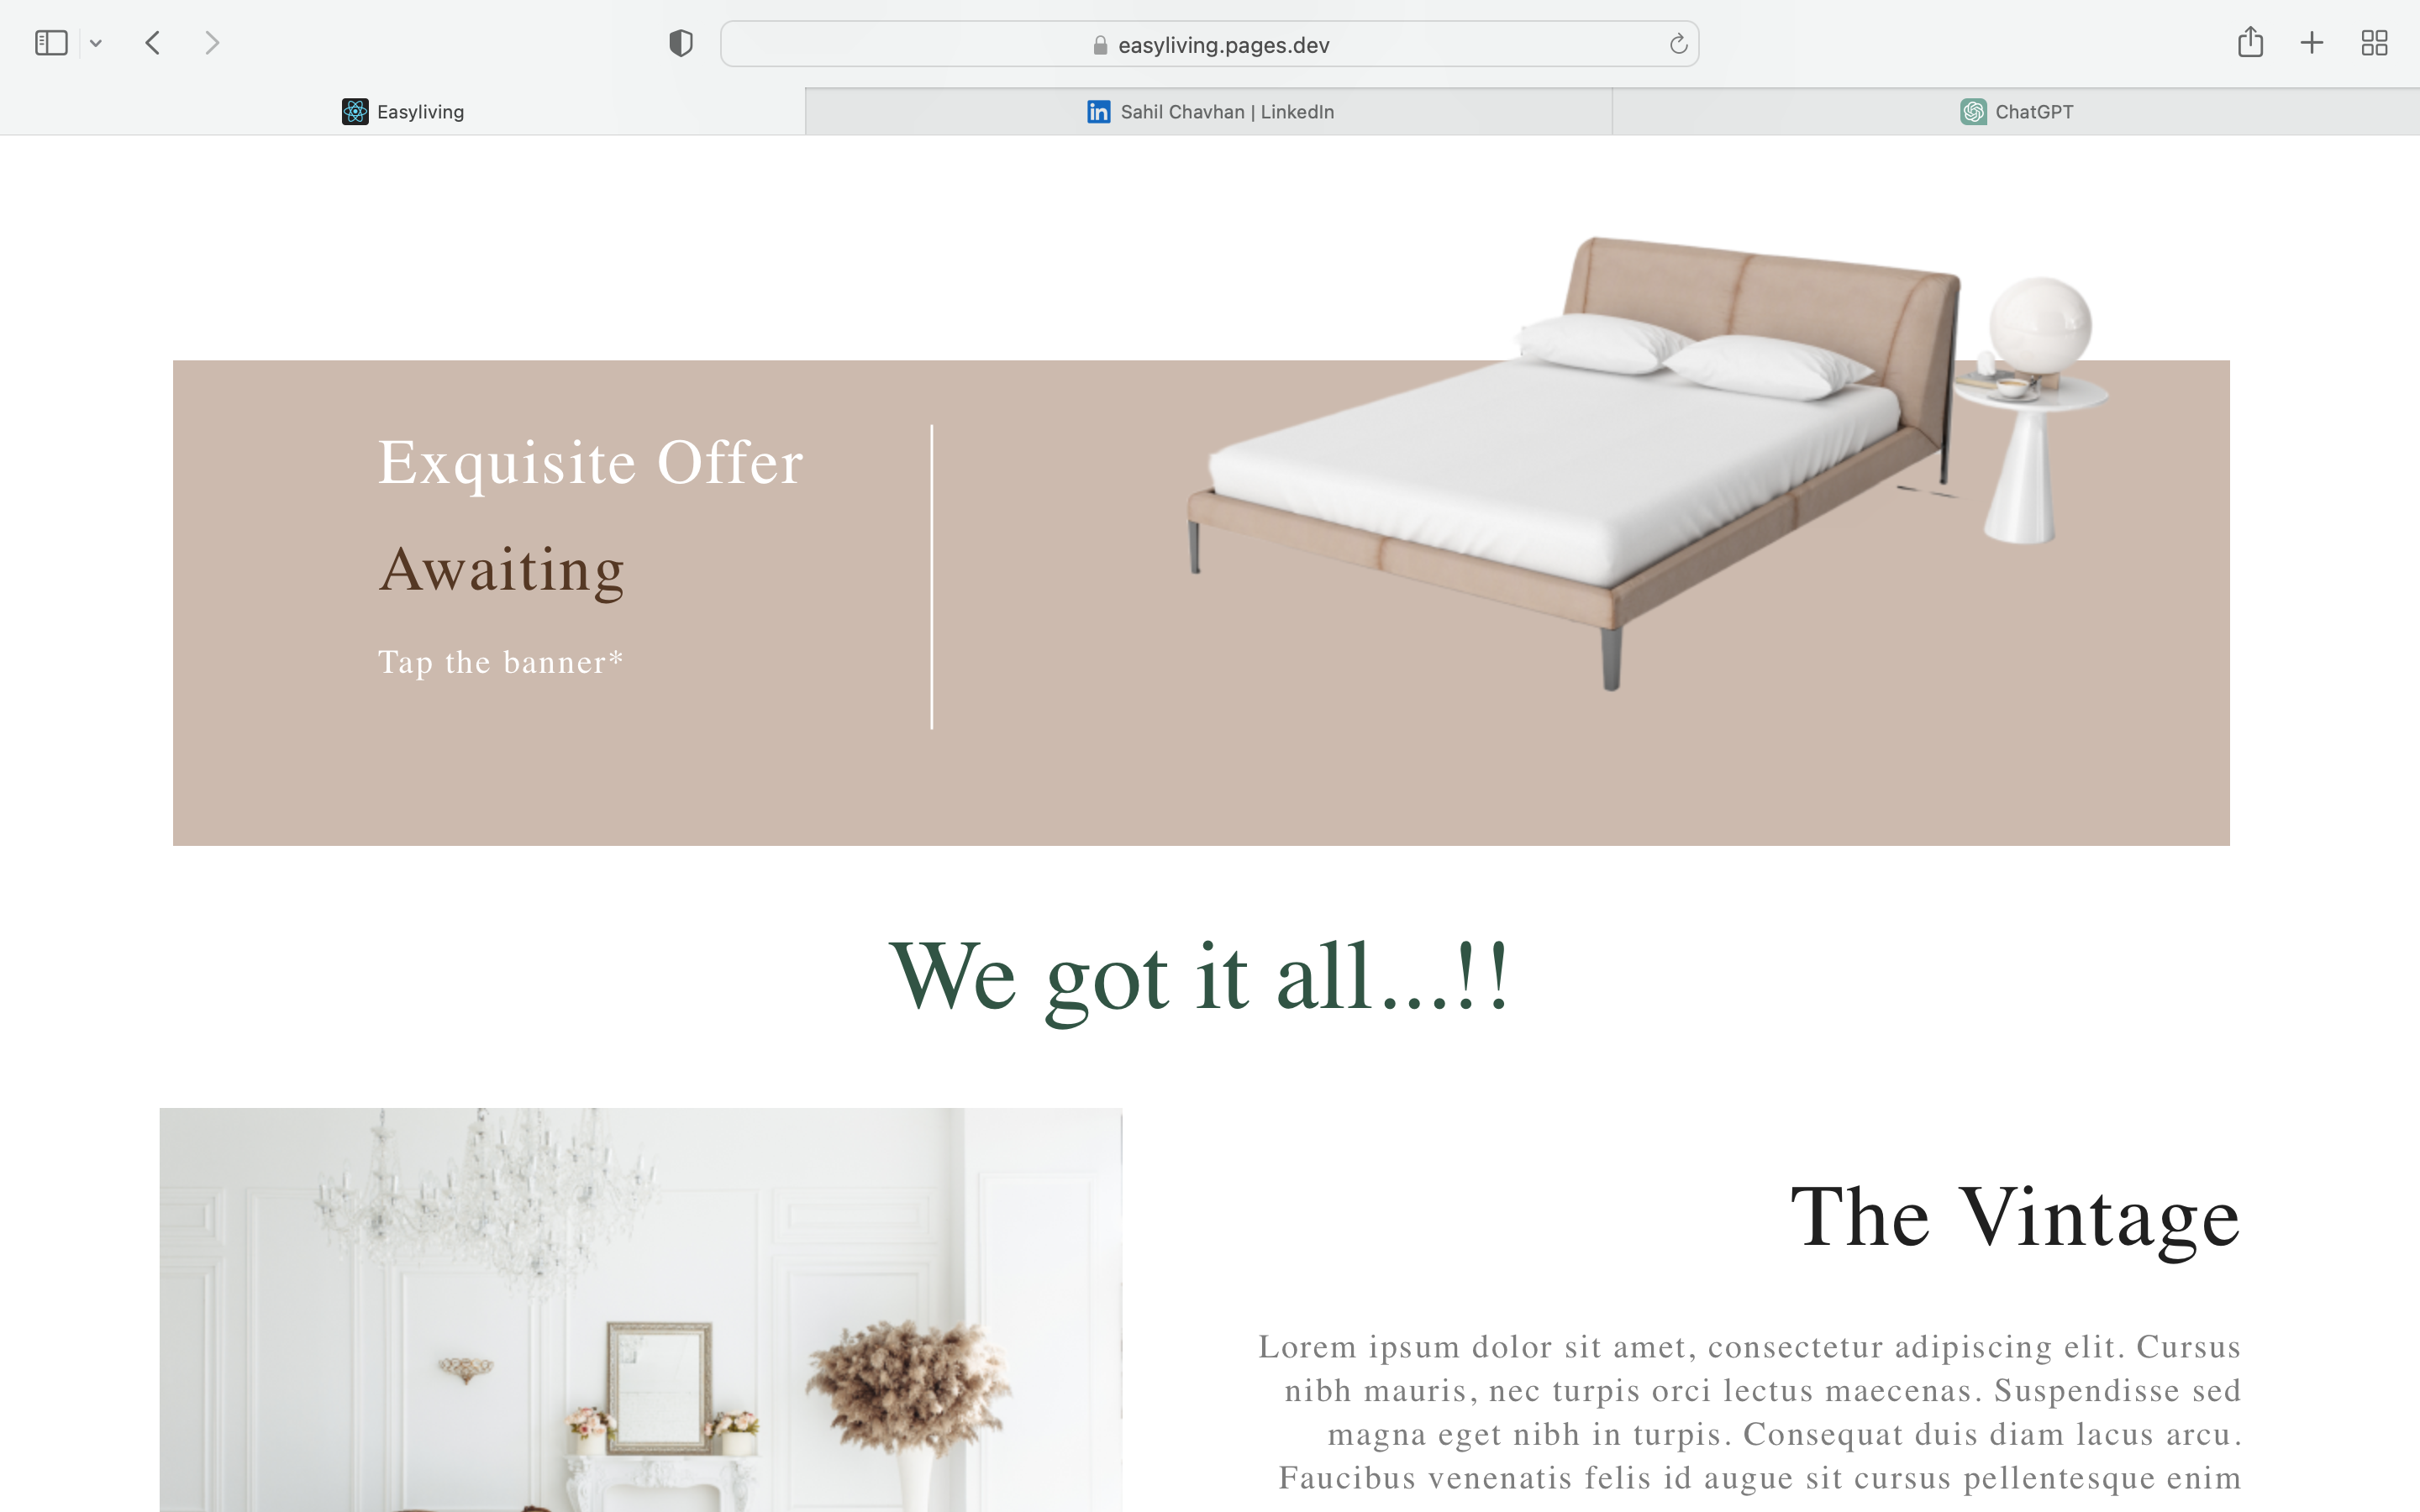 easyliving.pages.dev
Easyliving
Sahil Chavhan | LinkedIn
ChatGPT
Exquisite Offer
Awaiting
Tap the banner*
We got it all...!!
The Vintage
Lorem ipsum dolor sit amet, consectetur adipiscing elit. Cursus
nibh mauris, nec turpis orci lectus maecenas. Suspendisse sed
magna eget nibh in turpis. Consequat duis diam lacus arcu.
Faucibus venenatis felis id augue sit cursus pellentesque enim